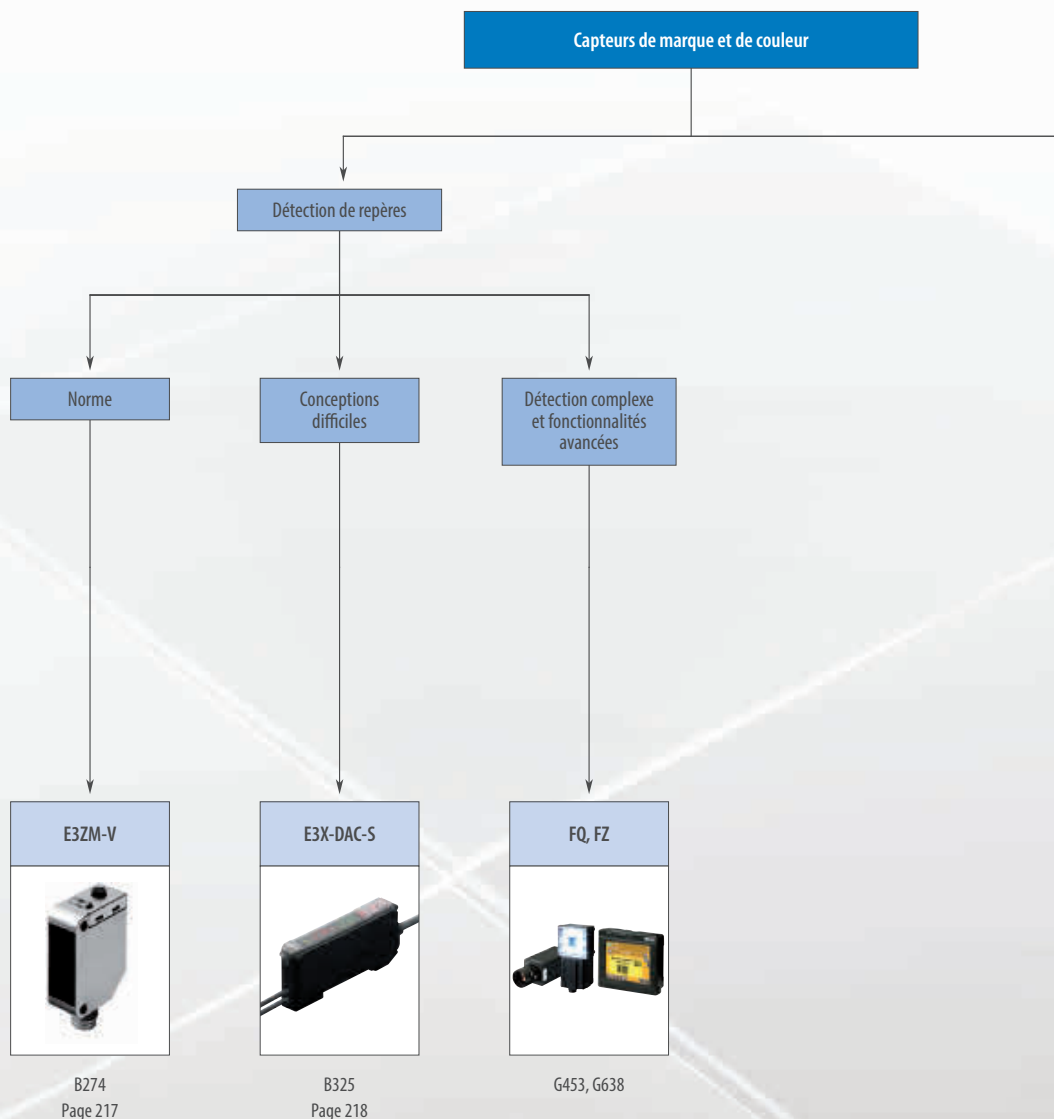 Capteurs de marque et de couleur
Détection de repères
Norme
Conceptions
difficiles
Détection complexe
et fonctionnalités
avancées
E3ZM-V
E3X-DAC-S
FQ, FZ
B274
Page 217
B325
Page 218
G453, G638